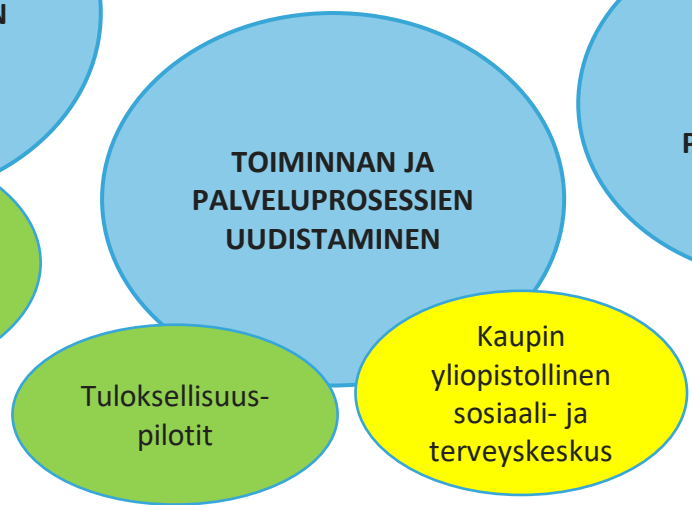 N
TOIMINNAN JA
PALVELUPROSESSIEN
UUDISTAMINEN
P
Tuloksellisuus-
pilotit
Kaupin
yliopistollinen
sosiaali- ja
terveyskeskus